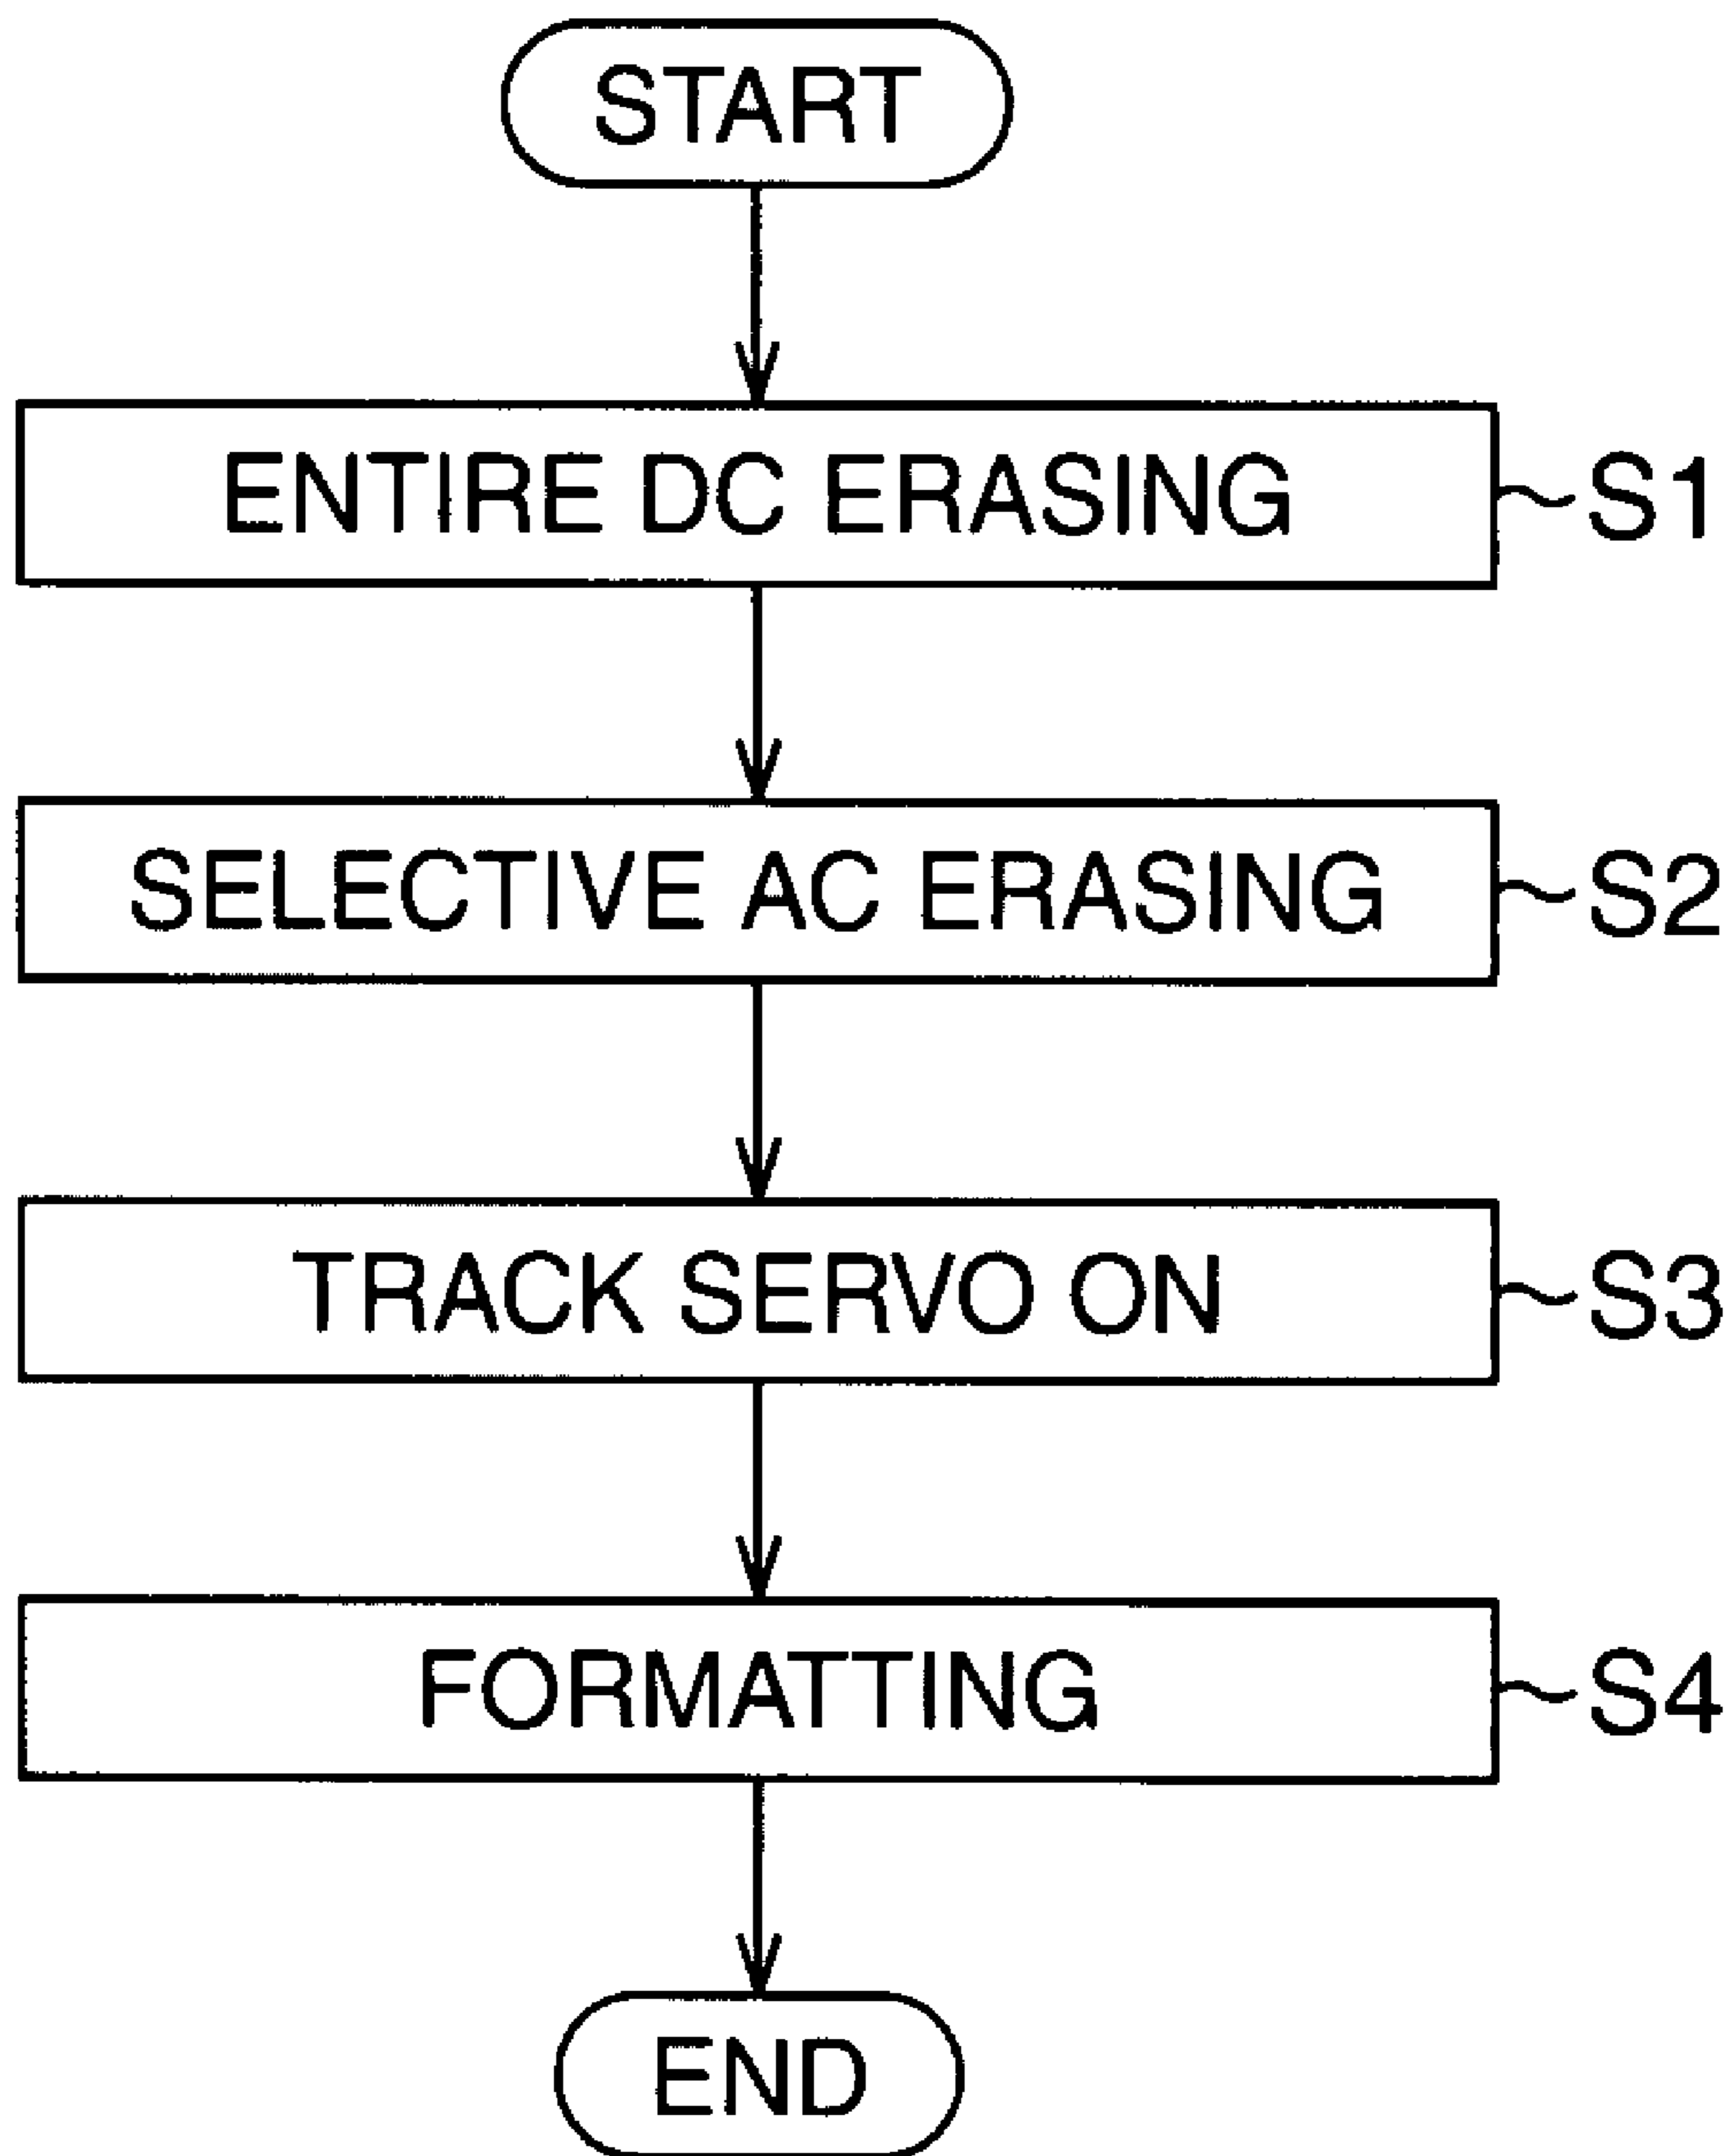 START
ENTIRE DC ERASING S1
SELECTIVE AC ERASING S2
TRACK SERVO ON S3
FORMATTING S4
END